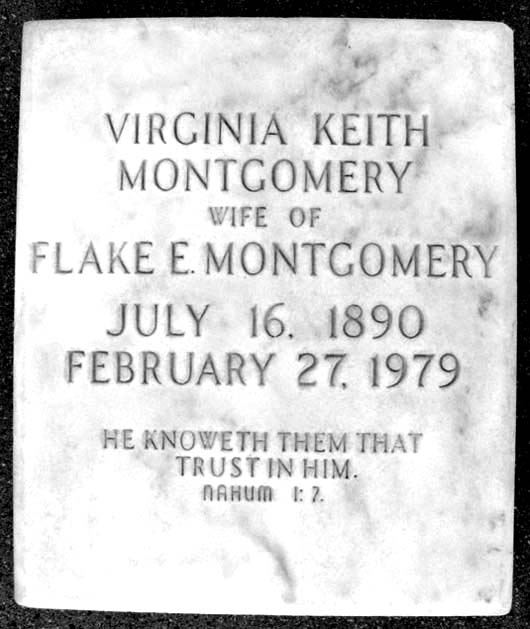 VIRGINIA KEITH
MONTGOMERY
WIFE OF
FLAKE E. MONTGOMERY
JULY 16, 1890
FEBRUARY 27, 1979
HE KNOWETH THEM THAT
TRUST IN HIM.
NAHUM 1: 7.